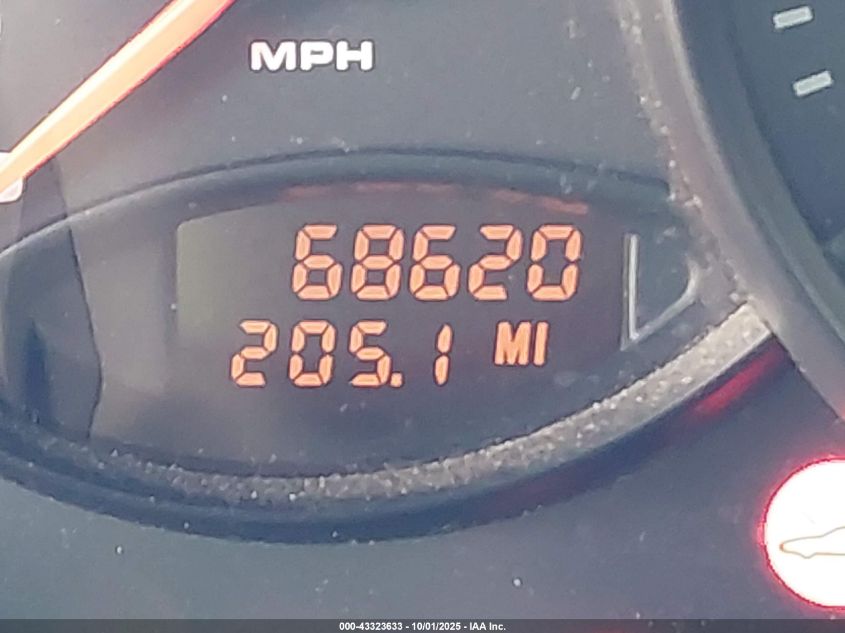 MPH
68620
205.1 MI
000-43323633 - 10/01/2025 - IAA Inc.